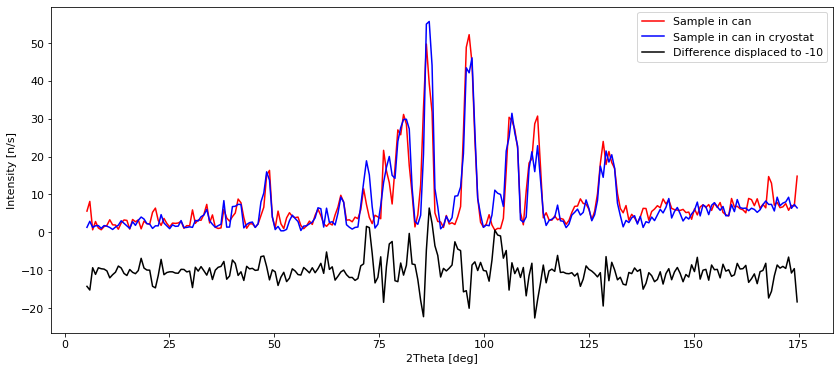 Sample in can
Sample in can in cryostat
Difference displaced to -10
Intensity [n/s]
50
40
30
20
10
0
−10
−20
0 25 50 75 100 125 150 175
2Theta [deg]